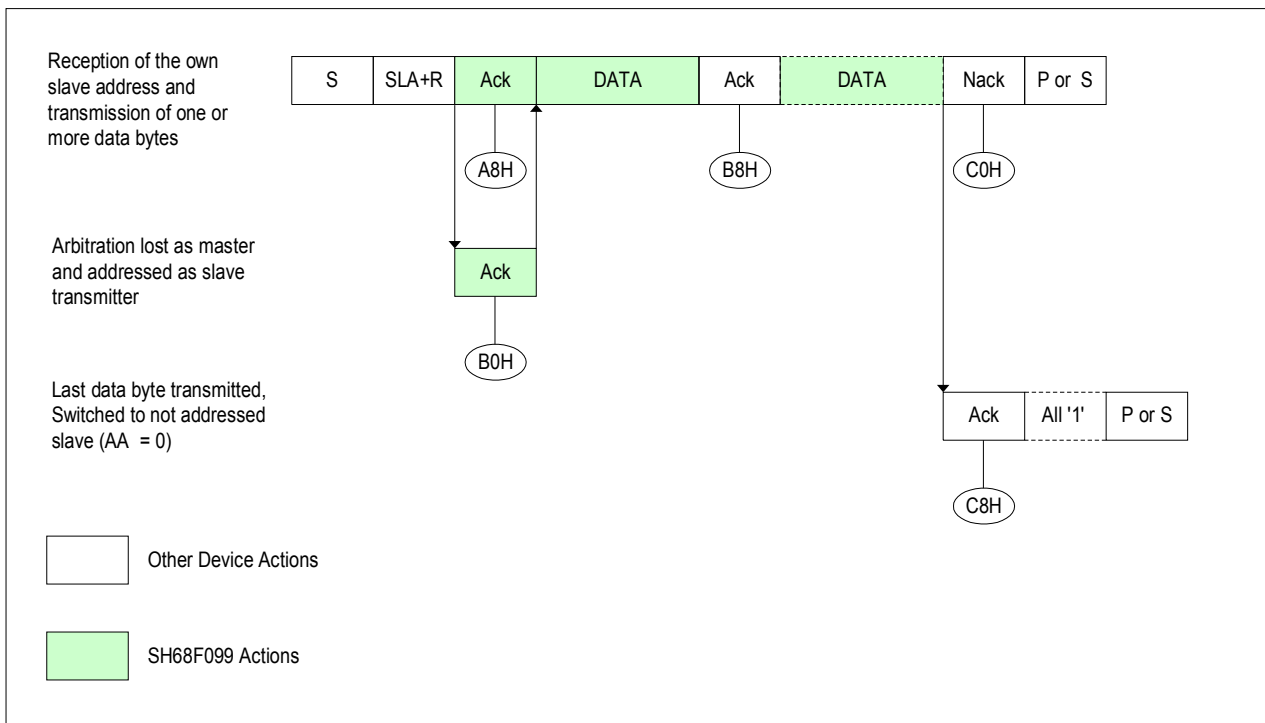 Reception of the own
slave address and
transmission of one or
more data bytes
S SLA+R Ack DATA Ack DATA Nack P or S
A8H B8H C0H
Arbitration lost as master
and addressed as slave
transmitter
Ack
B0H
Last data byte transmitted,
Switched to not addressed
slave (AA = 0)
Ack All '1' P or S
C8H
Other Device Actions
SH68F099 Actions